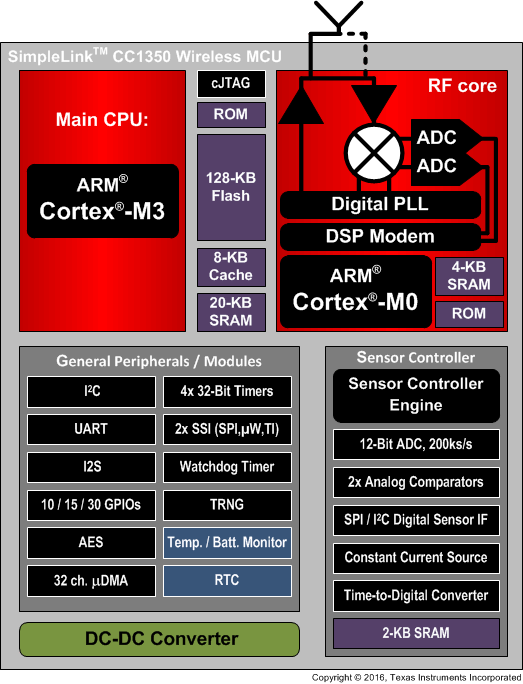 SimpleLink™ CC1350 Wireless MCU
Main CPU:
ARM®
Cortex®-M3
cJTAG
ROM
128-KB
Flash
8-KB
Cache
20-KB
SRAM
RF core
ADC
ADC
Digital PLL
DSP Modem
ARM®
Cortex®-M0
4-KB
SRAM
ROM
General Peripherals / Modules
I²C
4x 32-Bit Timers
UART
2x SSI (SPI,µW,TI)
I2S
Watchdog Timer
10 / 15 / 30 GPIOs
TRNG
AES
Temp. / Batt. Monitor
32 ch. µDMA
RTC
Sensor Controller
Sensor Controller
Engine
12-Bit ADC, 200ks/s
2x Analog Comparators
SPI / I²C Digital Sensor IF
Constant Current Source
Time-to-Digital Converter
2-KB SRAM
DC-DC Converter
Copyright © 2016, Texas Instruments Incorporated